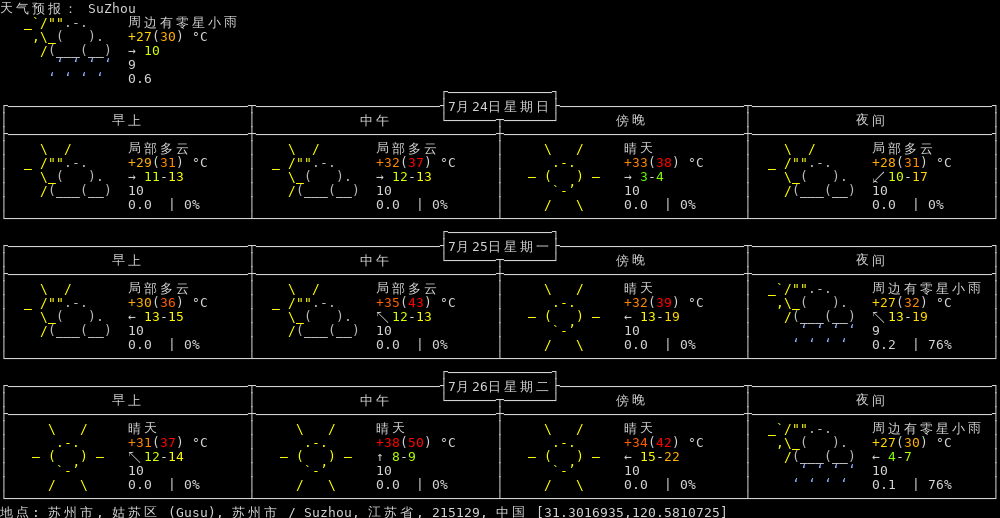 天气预报: SuZhou
周边有零星小雨
+27(30) °C
→ 10
9
0.6
7月24日星期日
早上 中午 傍晚 夜间
局部多云 局部多云 晴天 局部多云
+29(31) °C +32(37) °C +33(38) °C +28(31) °C
→ 11-13 → 12-13 → 3-4 ↙ 10-17
10 10 10 10
0.0 | 0% 0.0 | 0% 0.0 | 0% 0.0 | 0%
7月25日星期一
早上 中午 傍晚 夜间
局部多云 局部多云 晴天 周边有零星小雨
+30(36) °C +35(43) °C +32(39) °C +27(32) °C
← 13-15 ↖ 12-13 ← 13-19 ↖ 13-19
10 10 10 9
0.0 | 0% 0.0 | 0% 0.0 | 0% 0.2 | 76%
7月26日星期二
早上 中午 傍晚 夜间
晴天 晴天 晴天 周边有零星小雨
+31(37) °C +38(50) °C +34(42) °C +27(30) °C
↖ 12-14 ↑ 8-9 ← 15-22 ← 4-7
10 10 10 10
0.0 | 0% 0.0 | 0% 0.0 | 0% 0.1 | 76%
地点: 苏州市, 姑苏区 (Gusu), 苏州市 / Suzhou, 江苏省, 215129, 中国 [31.3016935,120.5810725]